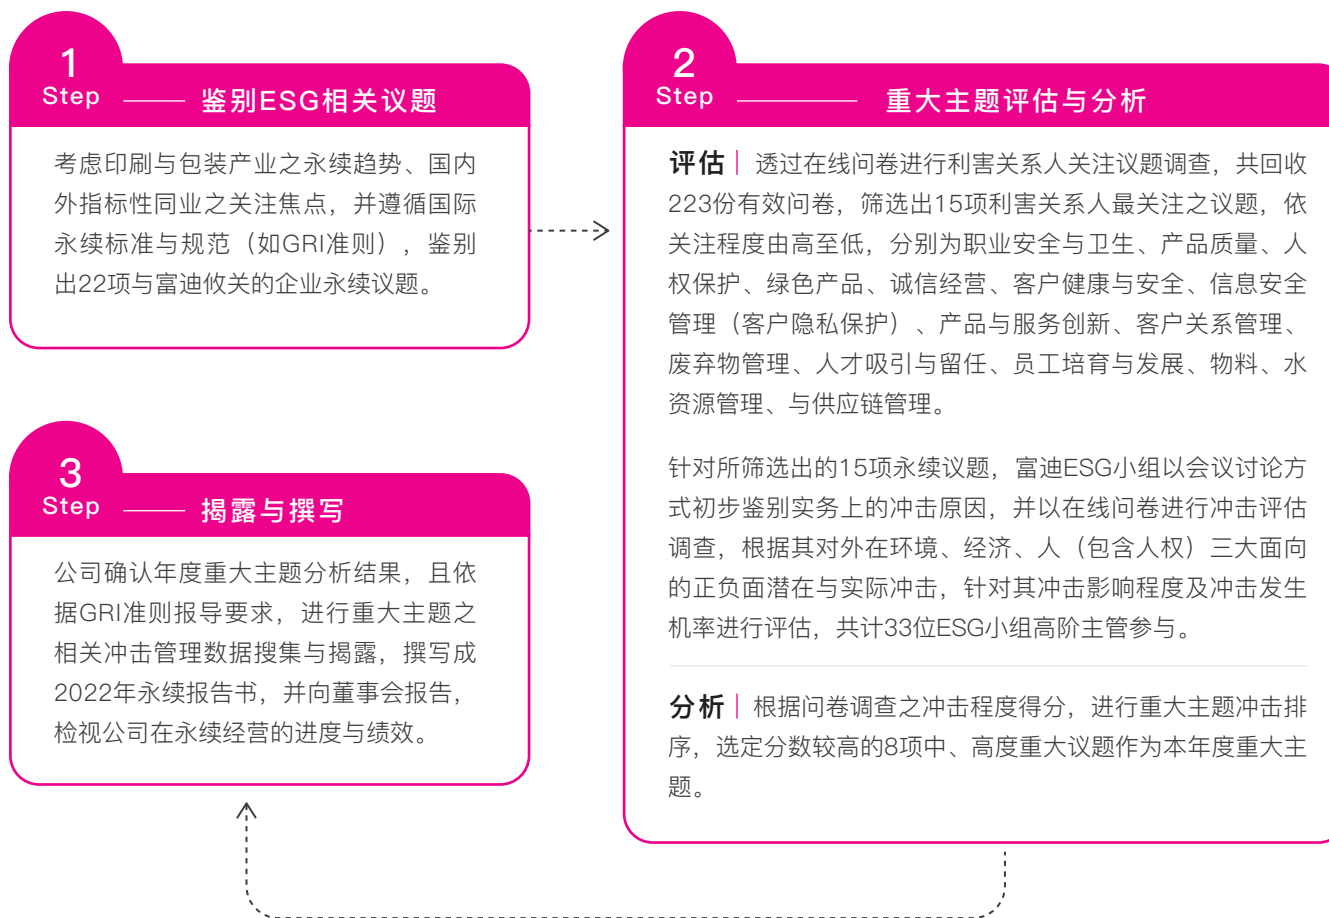 1
Step
鉴别ESG相关议题
考虑印刷与包装产业之永续趋势、国内
外指标性同业之关注焦点，并遵循国际
永续标准与规范（如GRI准则），鉴别
出22项与富迪攸关的企业永续议题。
2
Step
重大主题评估与分析
评估｜透过在线问卷进行利害关系人关注议题调查，共回收
223份有效问卷，筛选出15项利害关系人最关注之议题，依
关注程度由高至低，分别为职业安全与卫生、产品质量、人
权保护、绿色产品、诚信经营、客户健康与安全、信息安全
管理（客户隐私保护）、产品与服务创新、客户关系管理、
废弃物管理、人才吸引与留任、员工培育与发展、物料、水
资源管理、与供应链管理。
针对所筛选出的15项永续议题，富迪ESG小组以会议讨论方
式初步鉴别实务上的冲击原因，并以在线问卷进行冲击评估
调查，根据其对外在环境、经济、人（包含人权）三大面向
的正负面潜在与实际冲击，针对其冲击影响程度及冲击发生
机率进行评估，共计33位ESG小组高阶主管参与。
分析｜根据问卷调查之冲击程度得分，进行重大主题冲击排
序，选定分数较高的8项中、高度重大议题作为本年度重大主
题。
3
Step
揭露与撰写
公司确认年度重大主题分析结果，且依
据GRI准则报导要求，进行重大主题之
相关冲击管理数据搜集与揭露，撰写成
2022年永续报告书，并向董事会报告，
检视公司在永续经营的进度与绩效。